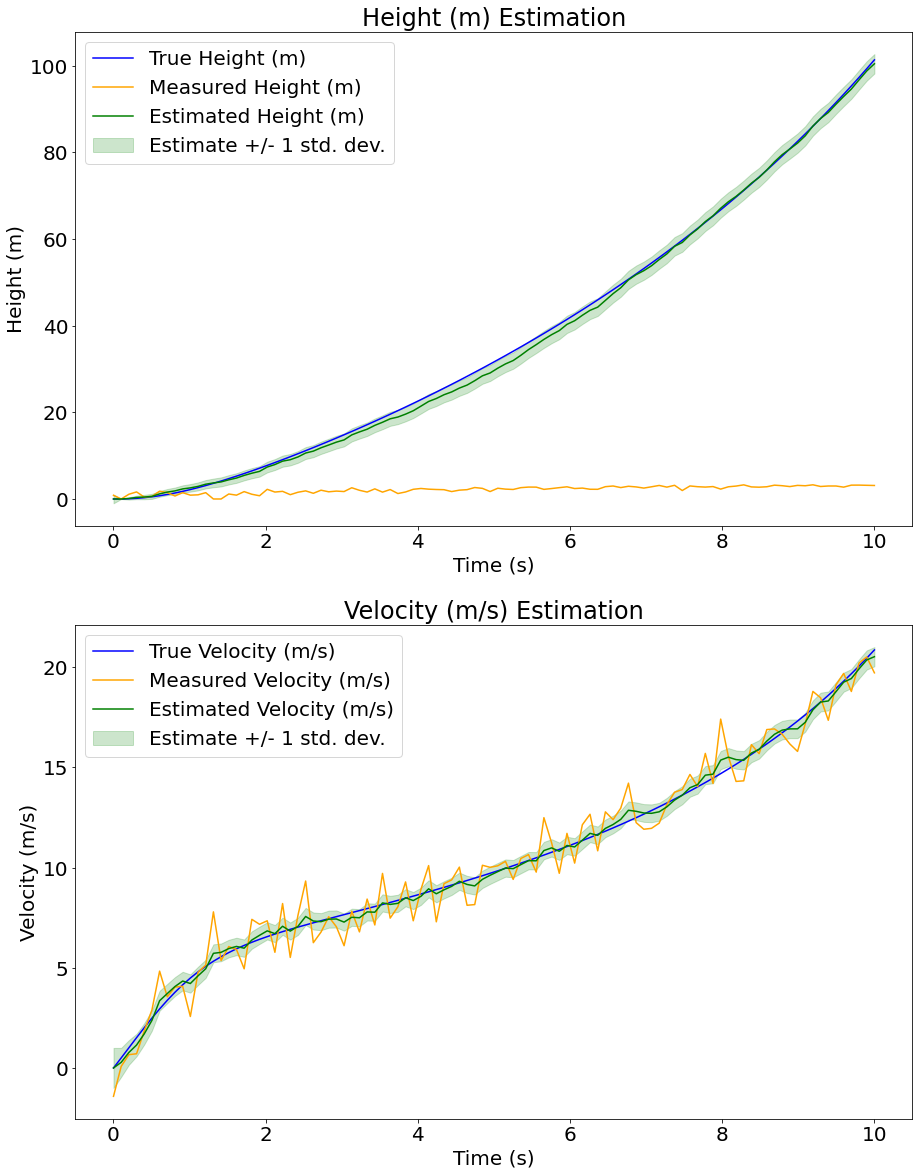 Height (m) Estimation
True Height (m)
Measured Height (m)
Estimated Height (m)
Estimate +/- 1 std. dev.
100
80
60
40
20
0
Height (m)
0 2 4 6 8 10
Time (s)
Velocity (m/s) Estimation
True Velocity (m/s)
Measured Velocity (m/s)
Estimated Velocity (m/s)
Estimate +/- 1 std. dev.
20
15
10
5
0
Velocity (m/s)
0 2 4 6 8 10
Time (s)